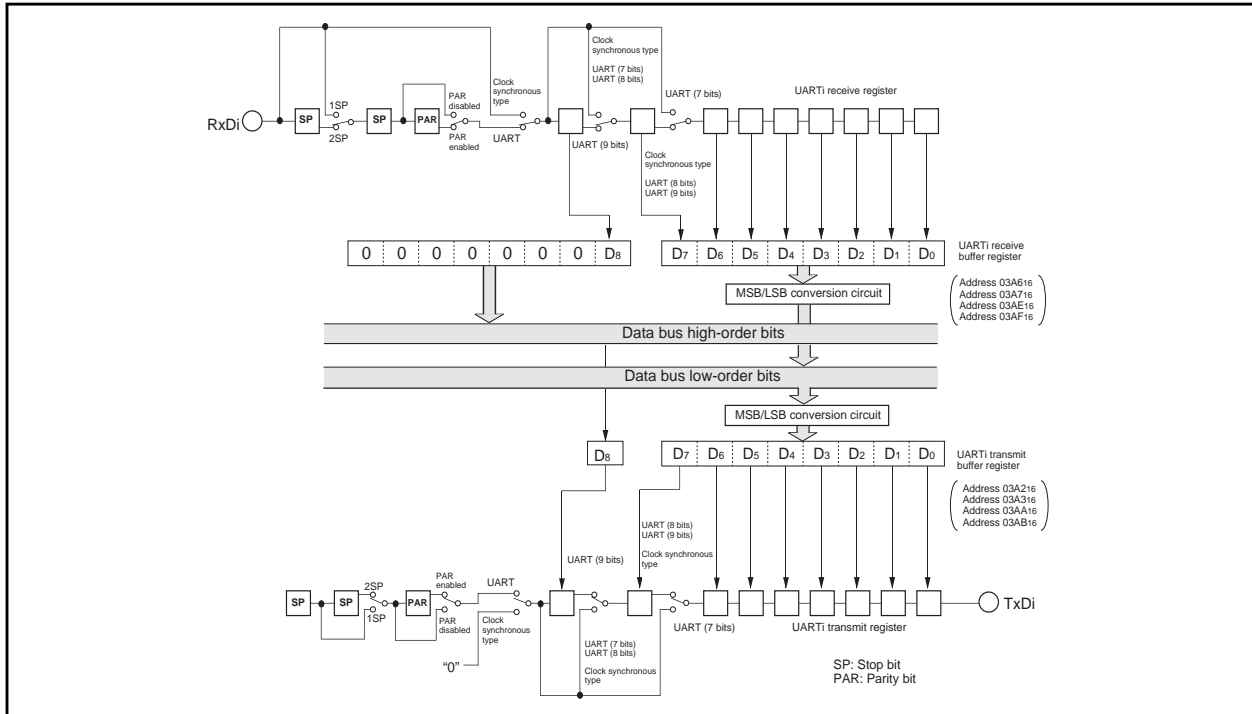 Clock
synchronous type
UART (7 bits)
UART (8 bits)
UART (7 bits)
UARTi receive register
Clock
synchronous
type
PAR
disabled
1SP
RxDi
SP
SP
PAR
2SP
PAR
enabled
UART
UART (9 bits)
Clock
synchronous type
UART (8 bits)
UART (9 bits)
0 0 0 0 0 0 0 D8
D7 D6 D5 D4 D3 D2 D1 D0
UARTi receive
buffer register
MSB/LSB conversion circuit
Address 03A616
Address 03A716
Address 03AE16
Address 03AF16
Data bus high-order bits
Data bus low-order bits
MSB/LSB conversion circuit
D8
D7 D6 D5 D4 D3 D2 D1 D0
UARTi transmit
buffer register
Address 03A216
Address 03A316
Address 03AA16
Address 03AB16
UART (8 bits)
UART (9 bits)
Clock synchronous
type
UART (9 bits)
PAR
enabled
2SP
UART
SP
SP
PAR
TxDi
1SP
PAR
disabled
Clock
synchronous
type
UART (7 bits)
UARTi transmit register
UART (7 bits)
UART (8 bits)
Clock synchronous
type
“0”
SP: Stop bit
PAR: Parity bit